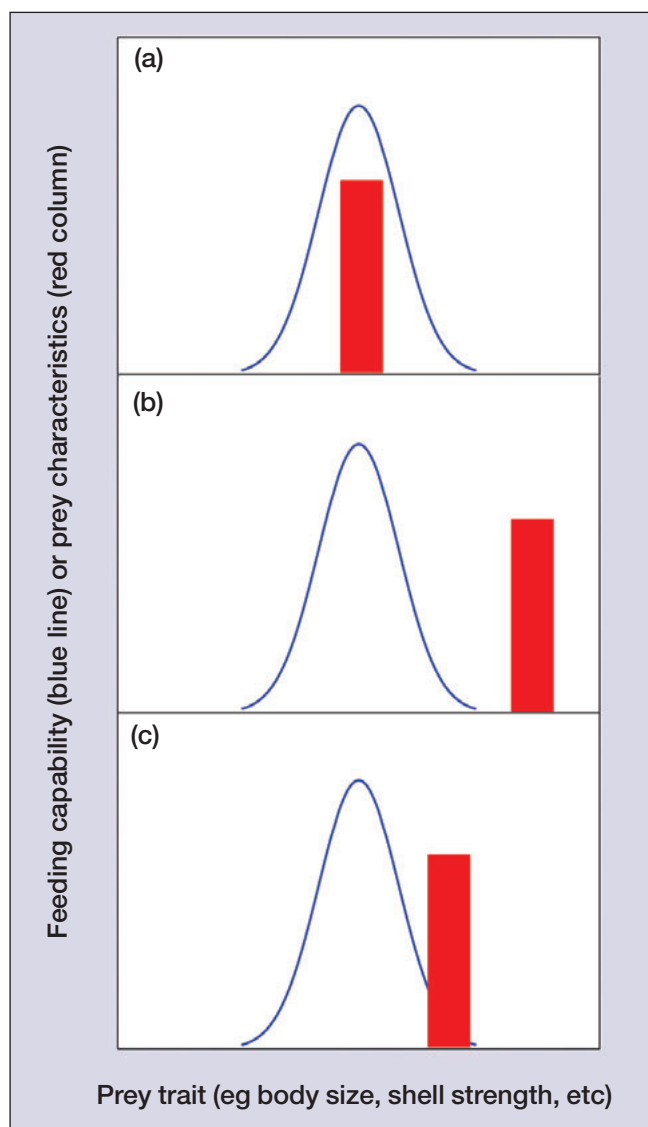 (a)
(b)
(c)
Feeding capability (blue line) or prey characteristics (red column)
Prey trait (eg body size, shell strength, etc)